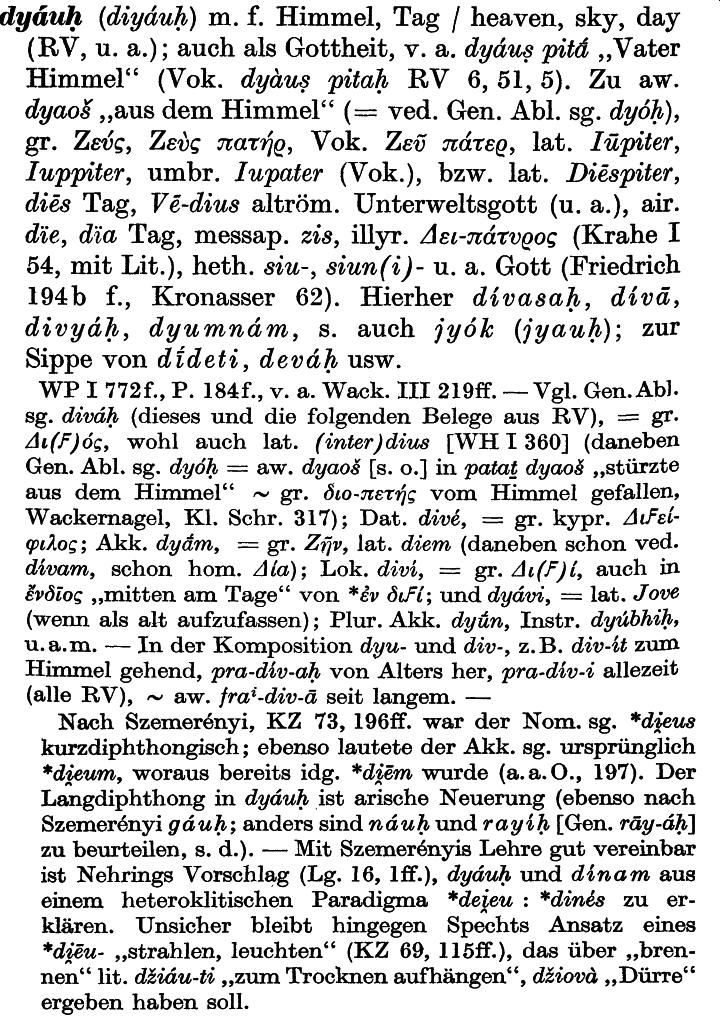 dyáuḥ (diyáuḥ) m. f. Himmel, Tag / heaven, sky, day
(RV, u. a.); auch als Gottheit, v. a. dyáuṣ pitā́ „Vater
Himmel“ (Vok. dyàuṣ pitaḥ RV 6, 51, 5). Zu aw.
dyaoš „aus dem Himmel“ (= ved. Gen. Abl. sg. dyóḥ),
gr. Ζεύς, Ζεὺς πατήρ, Vok. Ζεῦ πάτερ, lat. Iūpiter,
Iuppiter, umbr. Iupater (Vok.), bzw. lat. Diēspiter,
diēs Tag, Vē-dius altröm. Unterweltsgott (u. a.), air.
dïe, dïa Tag, messap. zis, illyr. Δει-πάτυρος (Krahe I
54, mit Lit.), heth. siu-, siun(i)- u. a. Gott (Friedrich
194b f., Kronasser 62). Hierher dívasaḥ, dívā,
divyáḥ, dyumnám, s. auch jyók (jyauḥ); zur
Sippe von dī́deti, deváḥ usw.
WP I 772f., P. 184f., v. a. Wack. III 219ff. — Vgl. Gen. Abl.
sg. diváḥ (dieses und die folgenden Belege aus RV), = gr.
Δι(ϝ)ός, wohl auch lat. (inter)dius [WH I 360] (daneben
Gen. Abl. sg. dyóḥ = aw. dyaoš [s. o.] in patat̰ dyaoš „stürzte
aus dem Himmel“ ~ gr. διο-πετής vom Himmel gefallen,
Wackernagel, Kl. Schr. 317); Dat. divé, = gr. kypr. Διϝεί-
φιλος; Akk. dyā́m, = gr. Ζῆν, lat. diem (daneben schon ved.
dívam, schon hom. Δία); Lok. diví, = gr. Δι(ϝ)ί, auch in
ἔνδῑος „mitten am Tage“ von *ἐν διϝί; und dyávi, = lat. Jove
(wenn als alt aufzufassen); Plur. Akk. dyū́n, Instr. dyúbhiḥ,
u. a. m. — In der Komposition dyu- und div-, z. B. div-ít zum
Himmel gehend, pra-dív-aḥ von Alters her, pra-dív-i allezeit
(alle RV), ~ aw. fraⁱ-div-ā seit langem. —
Nach Szemerényi, KZ 73, 196ff. war der Nom. sg. *di̯eus
kurzdiphthongisch; ebenso lautete der Akk. sg. ursprünglich
*di̯eum, woraus bereits idg. *di̯ēm wurde (a. a. O., 197). Der
Langdiphthong in dyáuḥ ist arische Neuerung (ebenso nach
Szemerényi gáuḥ; anders sind náuḥ und rayíḥ [Gen. rāy-áḥ]
zu beurteilen, s. d.). — Mit Szemerényis Lehre gut vereinbar
ist Nehrings Vorschlag (Lg. 16, 1ff.), dyáuḥ und dínam aus
einem heteroklitischen Paradigma *dei̯eu : *dinés zu er-
klären. Unsicher bleibt hingegen Spechts Ansatz eines
*di̯ēu- „strahlen, leuchten“ (KZ 69, 115ff.), das über „bren-
nen“ lit. džiáu-ti „zum Trocknen aufhängen“, džiovà „Dürre“
ergeben haben soll.